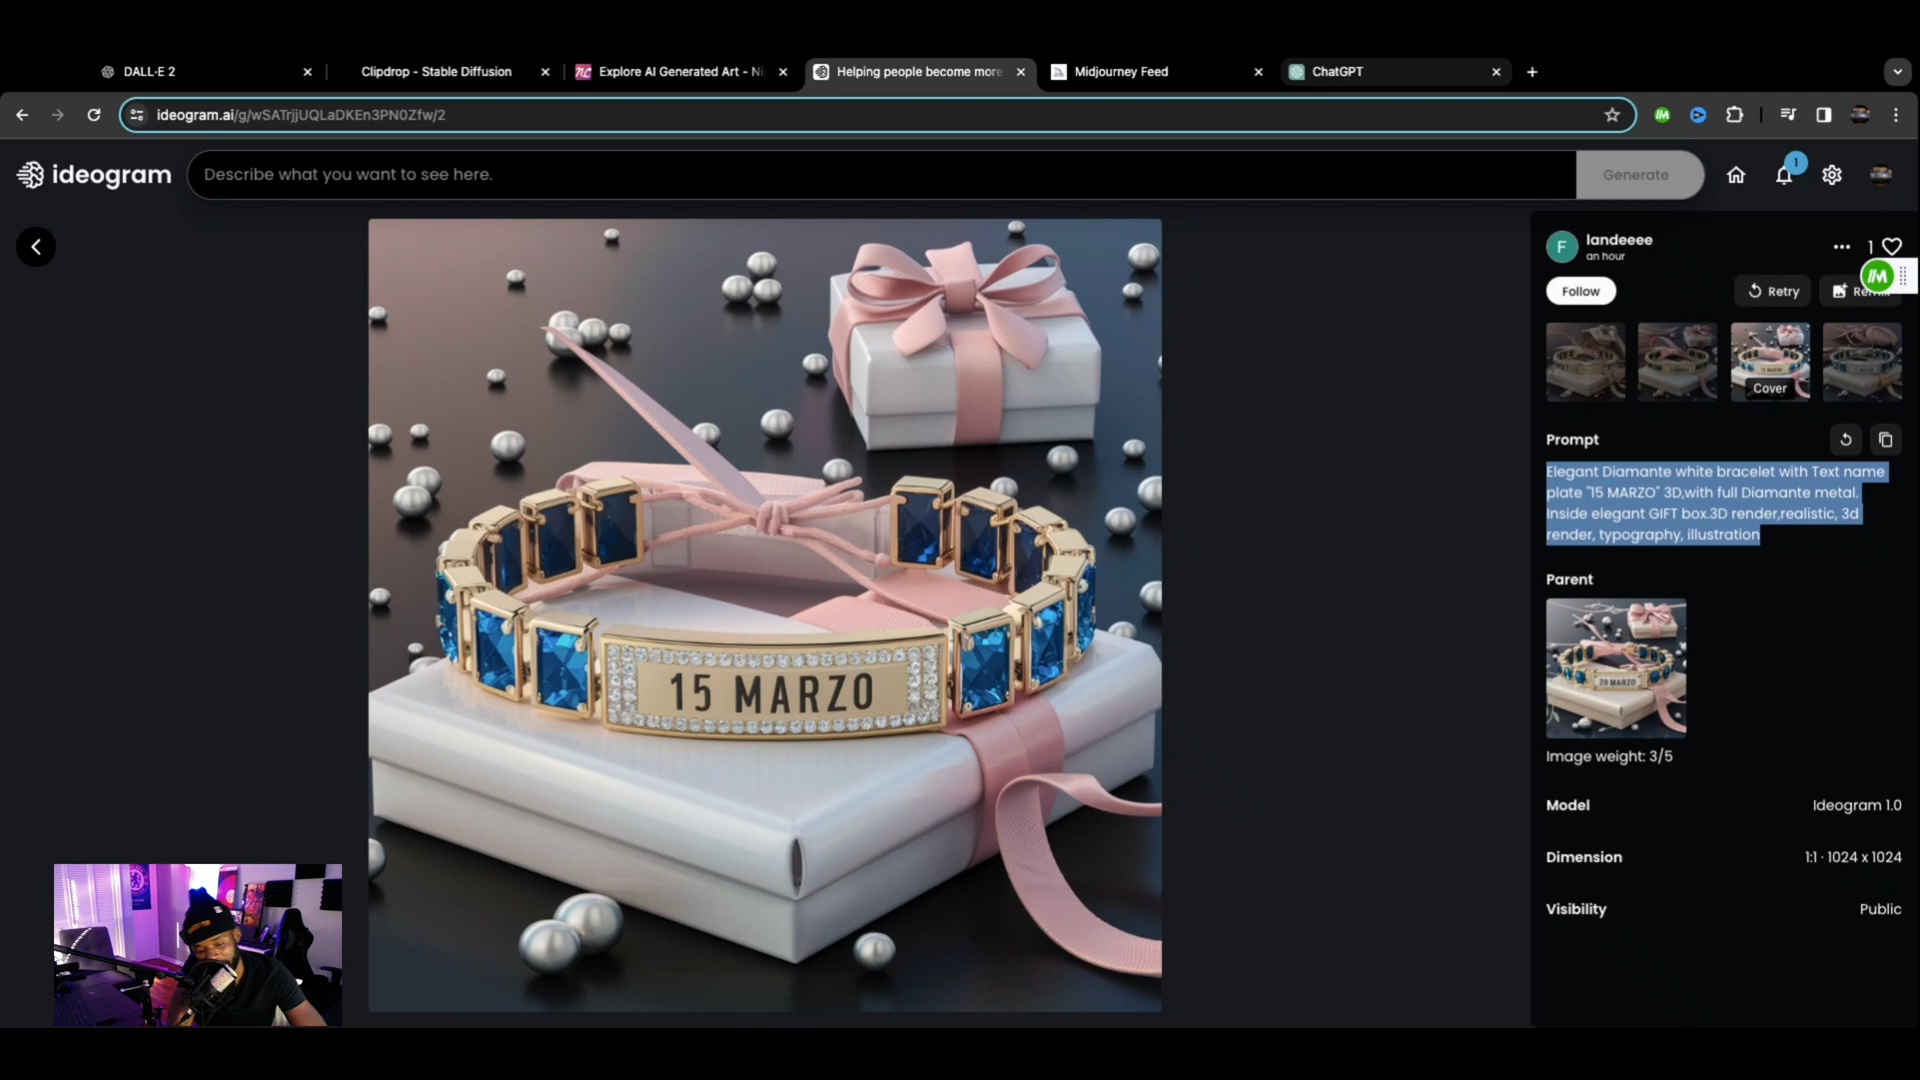 DALL·E 2
Clipdrop - Stable Diffusion
Explore AI Generated Art - Ni
Helping people become more
Midjourney Feed
ChatGPT
ideogram.ai/g/wSATrjjUQLaDKEn3PN0Zfw/2
ideogram
Describe what you want to see here.
Generate
1
F
landeeee
an hour
1
Follow
Retry
Cover
Prompt
Elegant Diamante white bracelet with Text name
plate "15 MARZO" 3D,with full Diamante metal.
Inside elegant GIFT box.3D render,realistic, 3d
render, typography, illustration
Parent
20 MARZO
Image weight: 3/5
Model
Ideogram 1.0
Dimension
1:1 · 1024 x 1024
Visibility
Public
15 MARZO